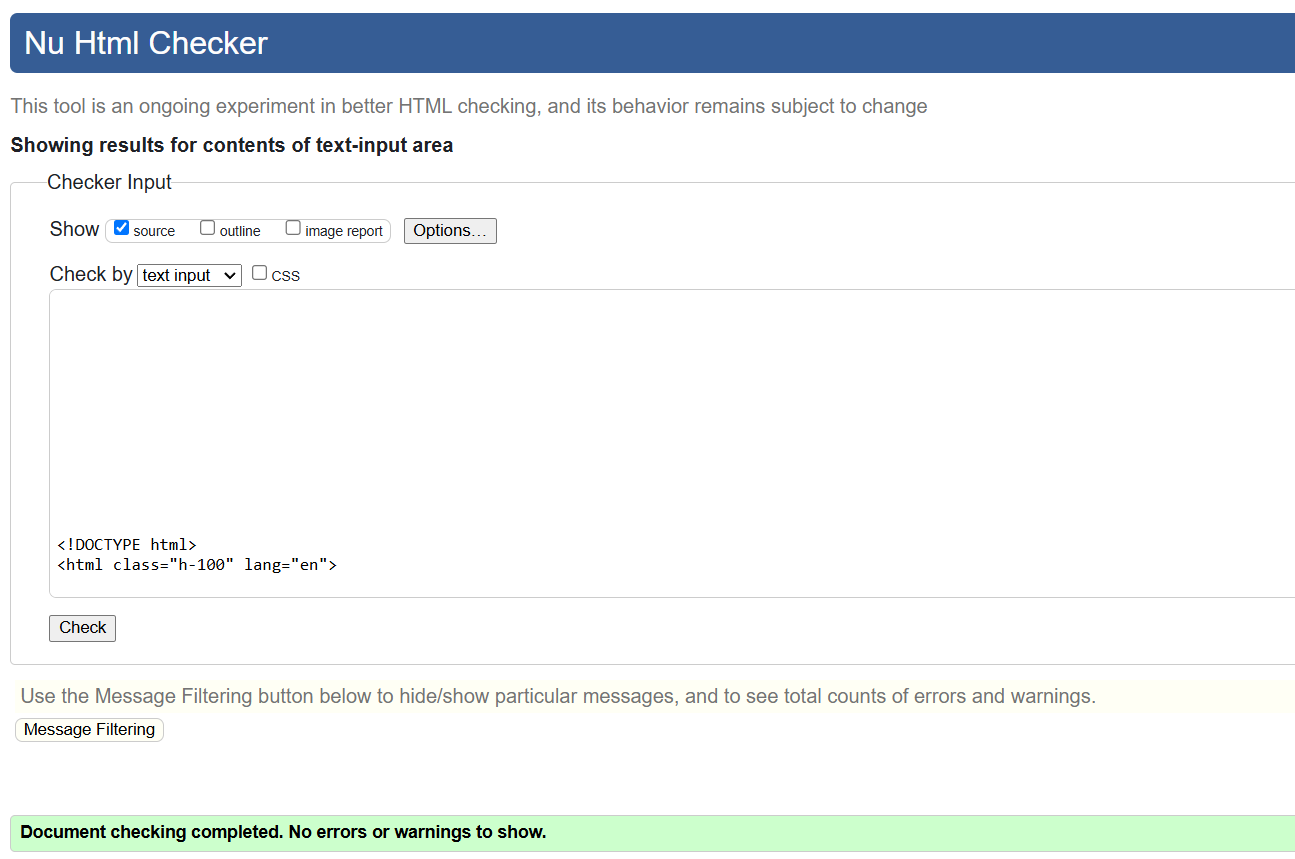 Nu Html Checker
This tool is an ongoing experiment in better HTML checking, and its behavior remains subject to change
Showing results for contents of text-input area
Checker Input
Show source outline image report Options...
Check by text input CSS
<!DOCTYPE html>
<html class="h-100" lang="en">
Check
Use the Message Filtering button below to hide/show particular messages, and to see total counts of errors and warnings.
Message Filtering
Document checking completed. No errors or warnings to show.